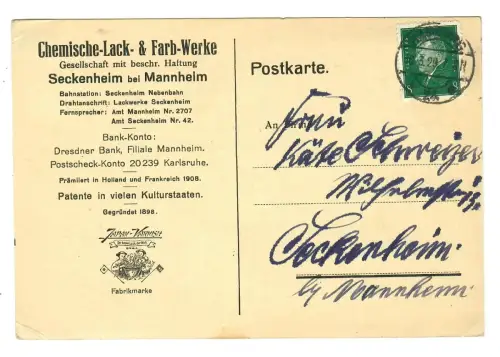 Chemische-Lack- & Farb-Werke
Gesellschaft mit beschr. Haftung
Seckenheim bei Mannheim
Bahnstation: Seckenheim Nebenbahn
Drahtanschrift: Lackwerke Seckenheim
Fernsprecher: Amt Mannheim Nr. 2707
Amt Seckenheim Nr. 42.
Bank-Konto:
Dresdner Bank, Filiale Mannheim.
Postscheck-Konto 20239 Karlsruhe.
Prämiiert in Holland und Frankreich 1908.
Patente in vielen Kulturstaaten.
Gegründet 1898.
Fabrikmarke
Postkarte.
An
Frau
Käte Schweizer
Seckenheim
b/ Mannheim